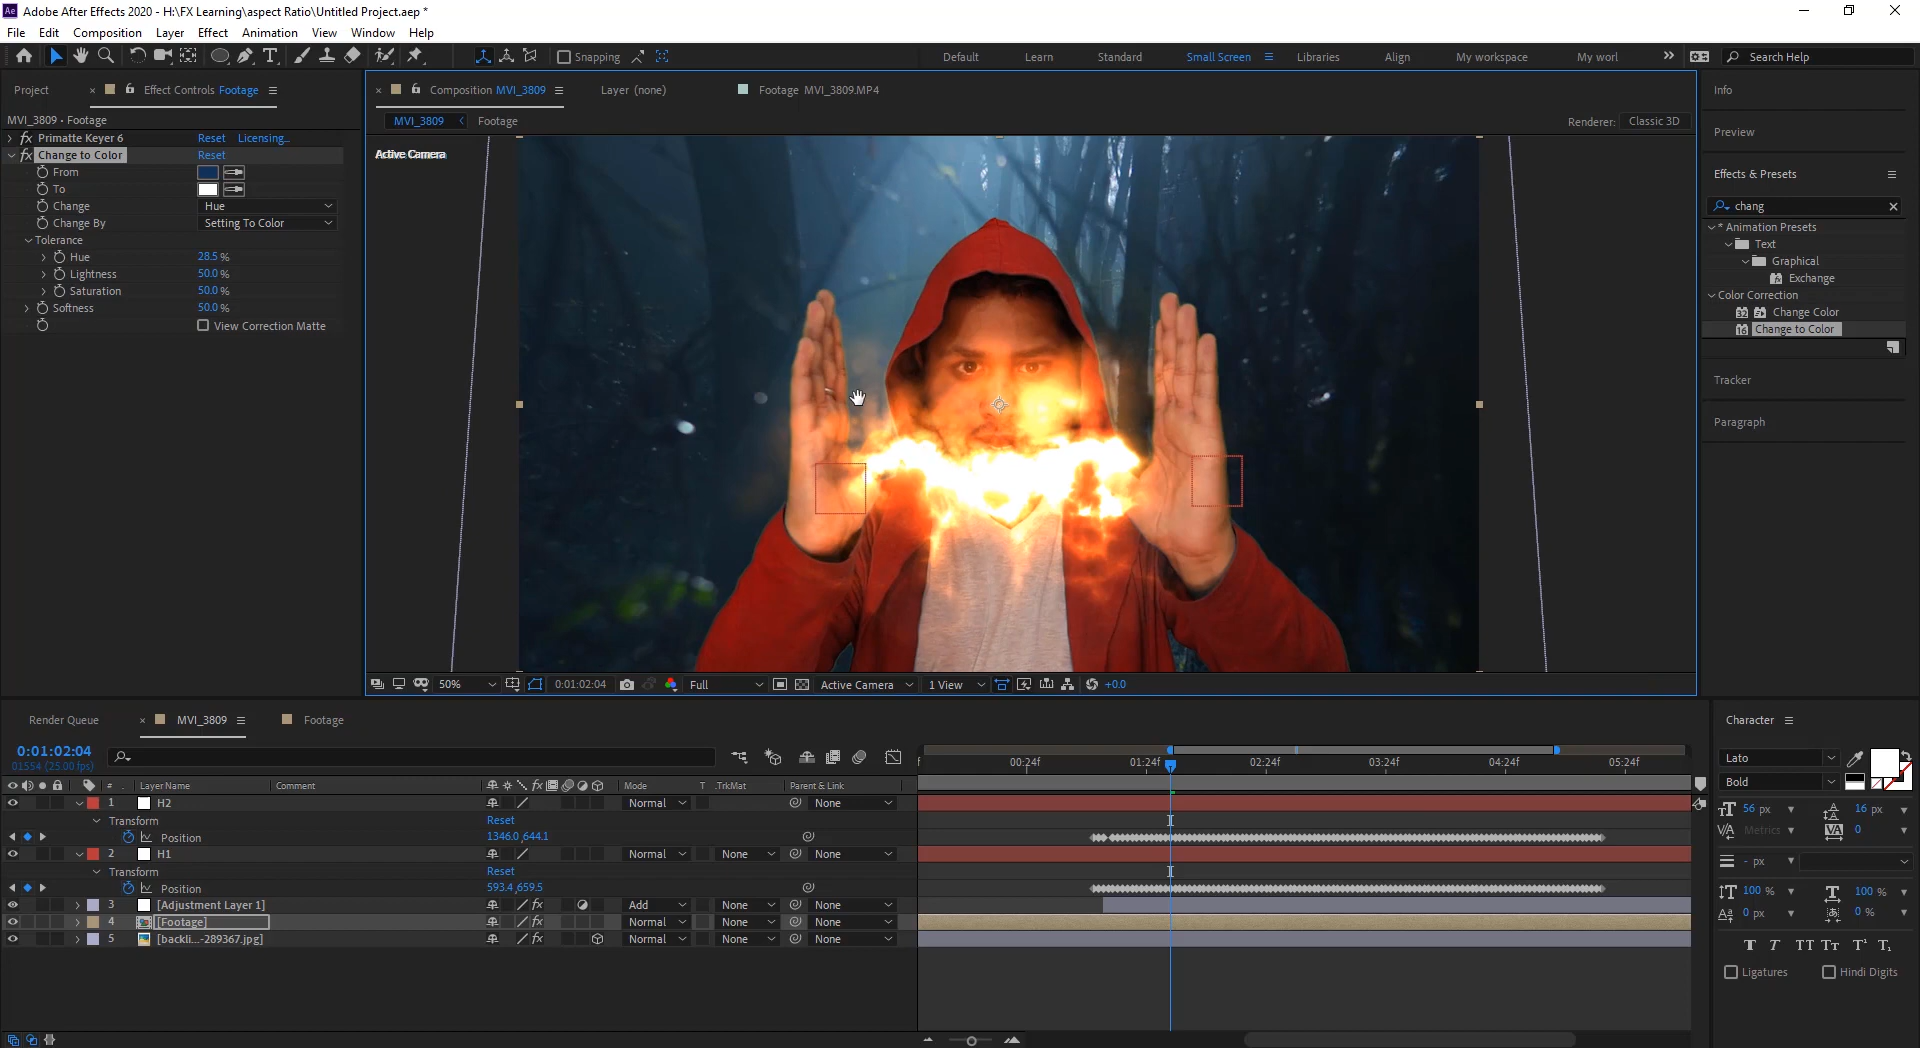 Adobe After Effects 2020 - H:\FX Learning\aspect Ratio\Untitled Project.aep *
File Edit Composition Layer Effect Animation View Window Help
Snapping Default Learn Standard Small Screen Libraries Align My workspace My worl Search Help
Project Effect Controls Footage
MVI_3809 • Footage
Primatte Keyer 6 Reset Licensing...
Change to Color Reset
From
To
Change Hue
Change By Setting To Color
Tolerance
Hue 28.5 %
Lightness 50.0 %
Saturation 50.0 %
Softness 50.0 %
View Correction Matte
Composition MVI_3809 Layer (none) Footage MVI_3809.MP4
MVI_3809 Footage Renderer: Classic 3D
Active Camera
50% 0:01:02:04 Full Active Camera 1 View +0.0
Info
Preview
Effects & Presets
chang
* Animation Presets
Text
Graphical
Exchange
Color Correction
32 Change Color
16 Change to Color
Tracker
Paragraph
Render Queue MVI_3809 Footage
0:01:02:04
01554 (25.00 fps)
00:24f 01:24f 02:24f 03:24f 04:24f 05:24f
# Layer Name Comment Mode T .TrkMat Parent & Link
1 H2 Normal None
Transform Reset
Position 1346.0,644.1
2 H1 Normal None None
Transform Reset
Position 593.4,659.5
3 [Adjustment Layer 1] Add None None
4 [Footage] Normal None None
5 [backli...-289367.jpg] Normal None None
Character
Lato
Bold
56 px 16 px
Metrics 0
- px
100 % 100 %
0 px 0 %
T T TT Tr T¹ T₁
Ligatures Hindi Digits